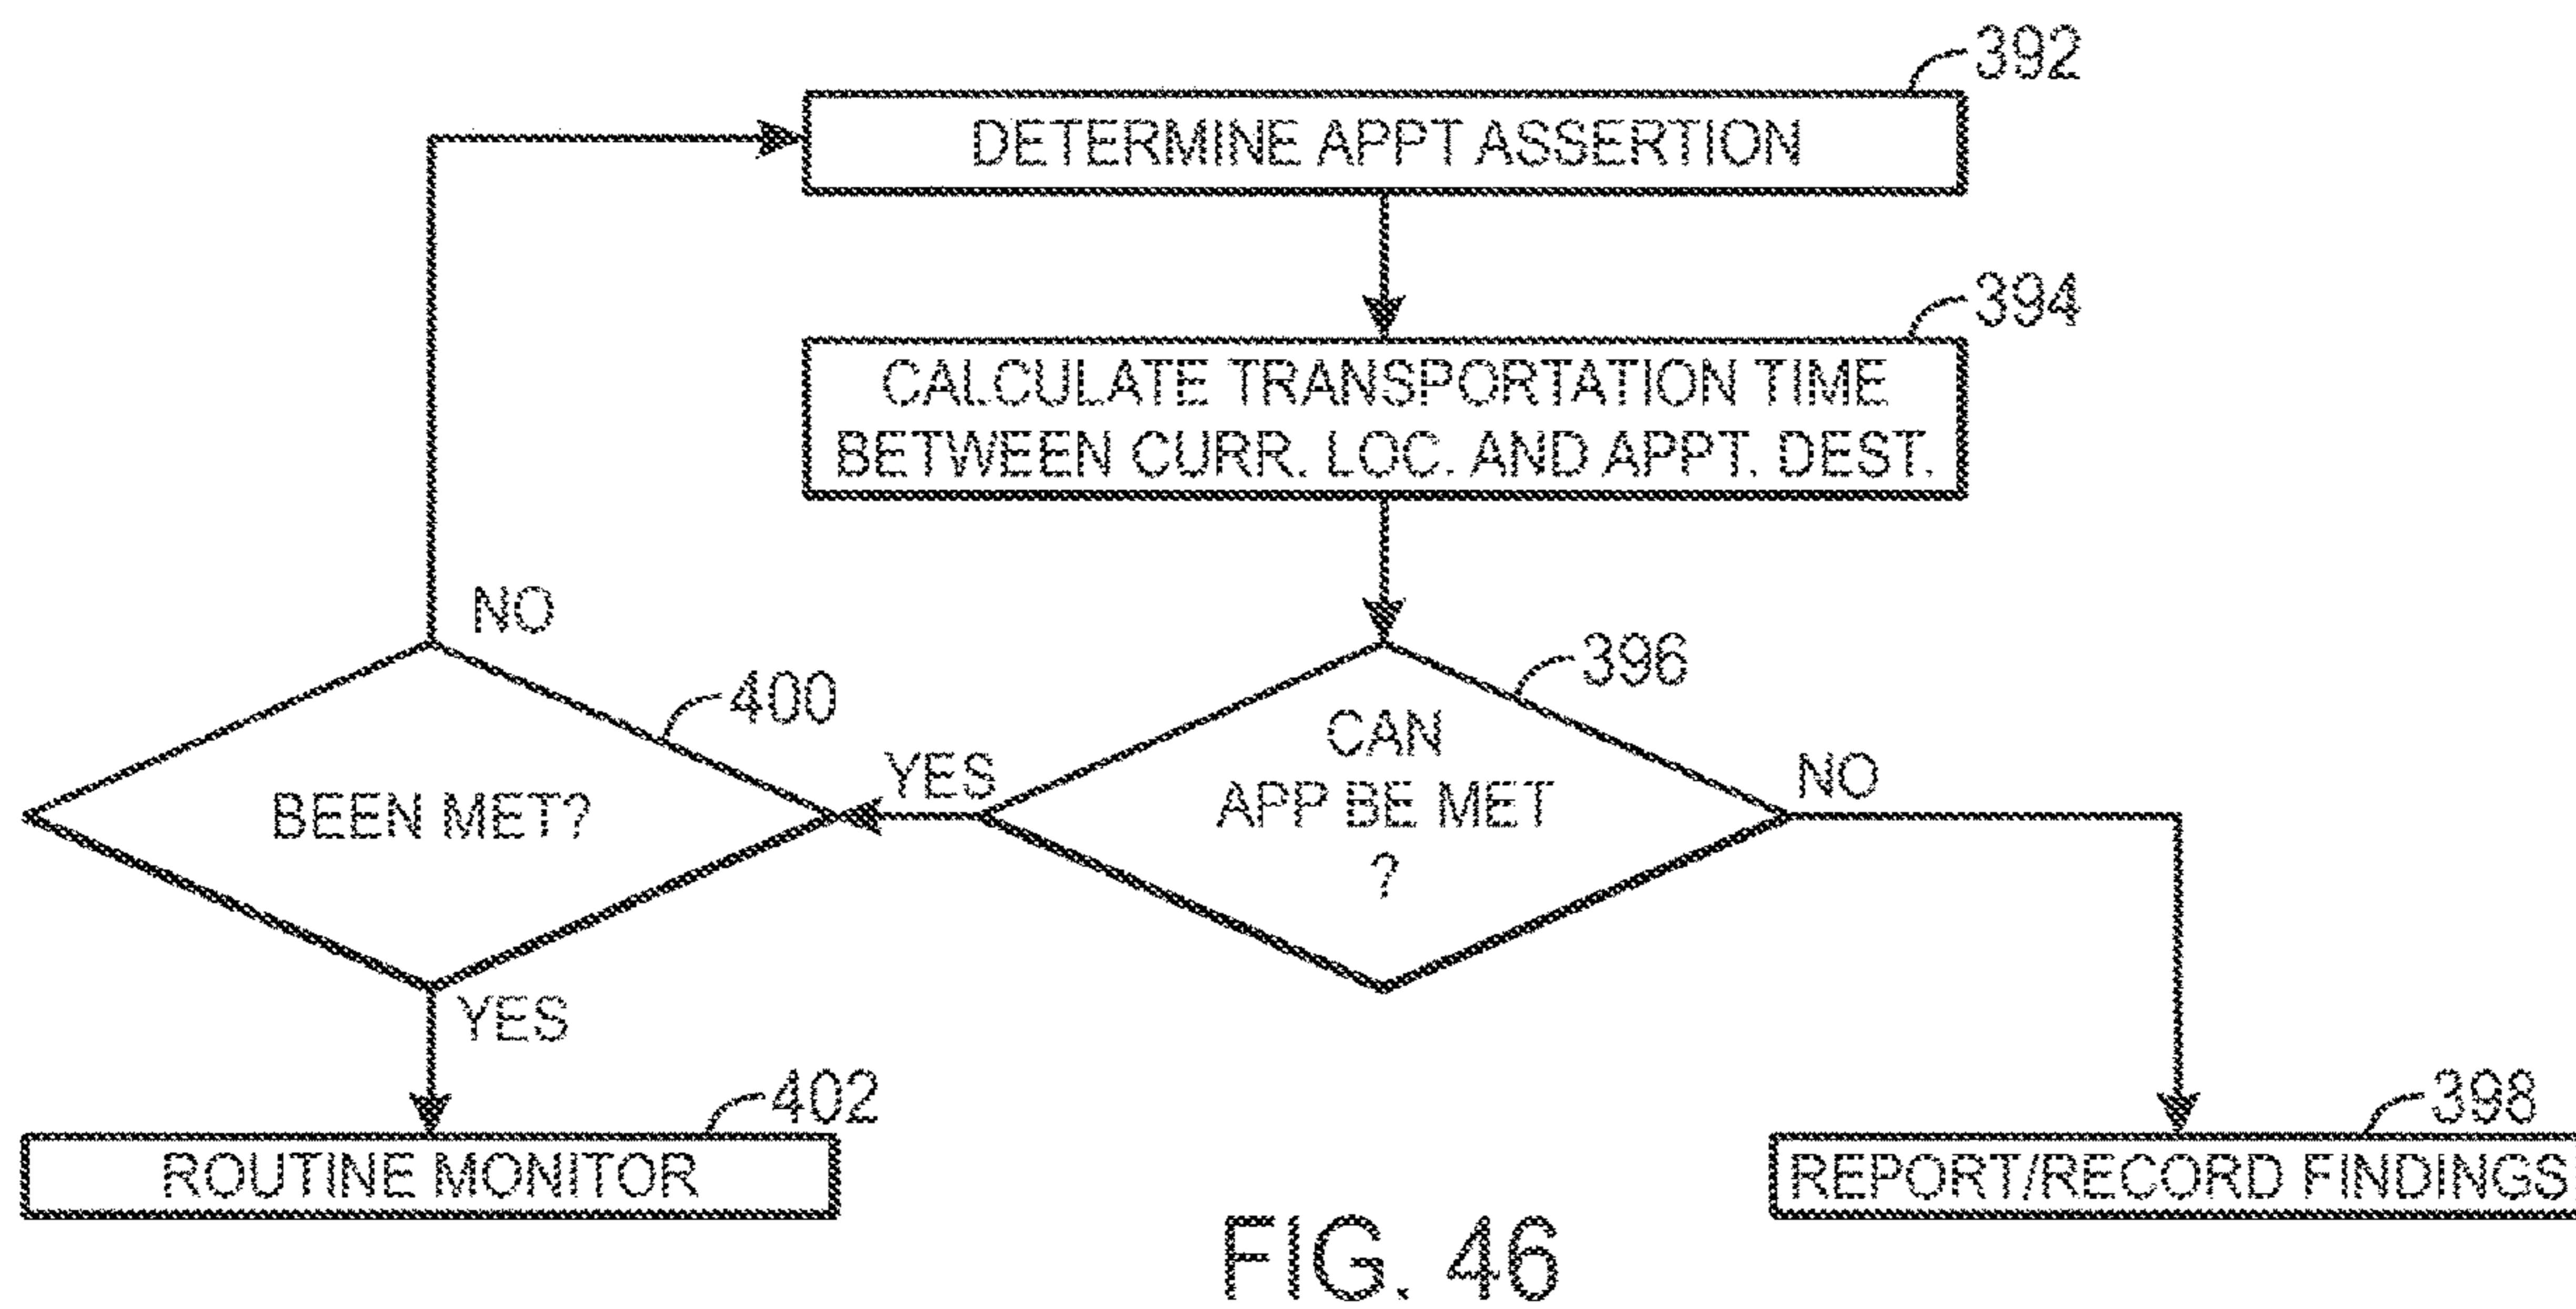 392
DETERMINE APPT ASSERTION
394
CALCULATE TRANSPORTATION TIME
BETWEEN CURR. LOC. AND APPT. DEST.
NO
400
396
CAN
APP BE MET
?
YES
NO
BEEN MET?
YES
402
398
ROUTINE MONITOR
REPORT/RECORD FINDINGS
FIG. 46